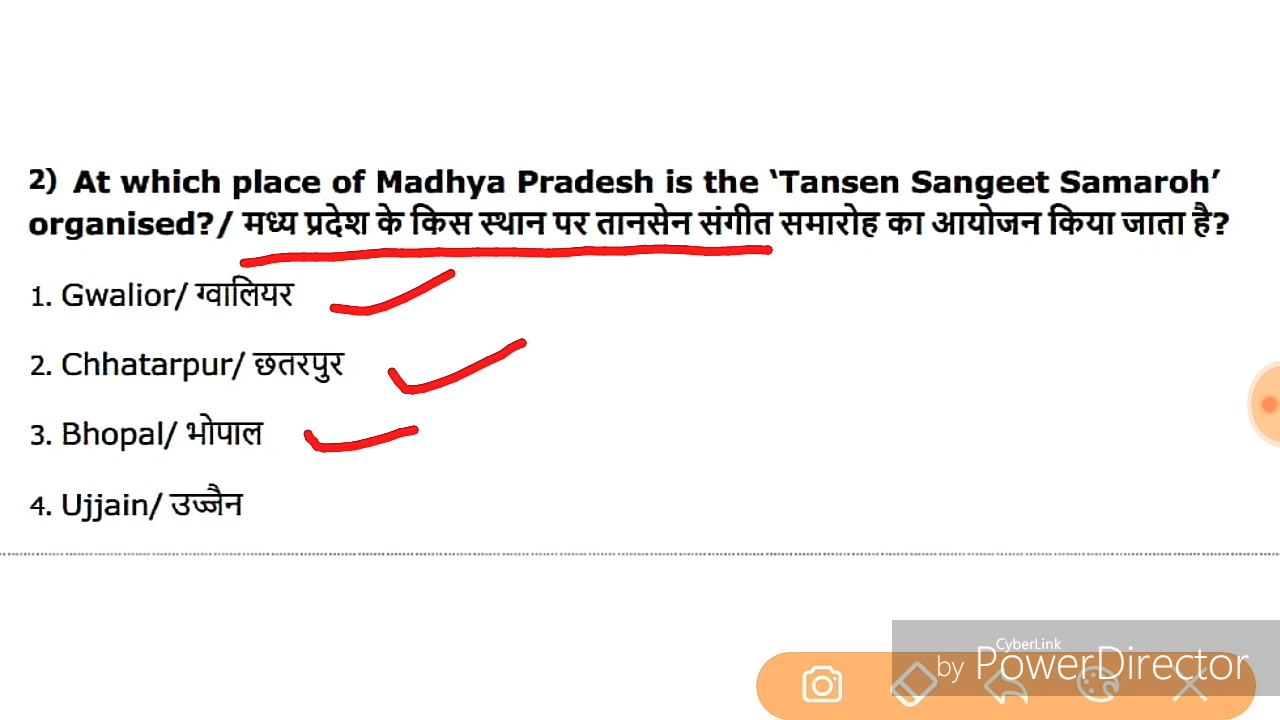 2) At which place of Madhya Pradesh is the ‘Tansen Sangeet Samaroh’
organised?/ मध्य प्रदेश के किस स्थान पर तानसेन संगीत समारोह का आयोजन किया जाता है?
1. Gwalior/ ग्वालियर
2. Chhatarpur/ छतरपुर
3. Bhopal/ भोपाल
4. Ujjain/ उज्जैन
CyberLink
by PowerDirector